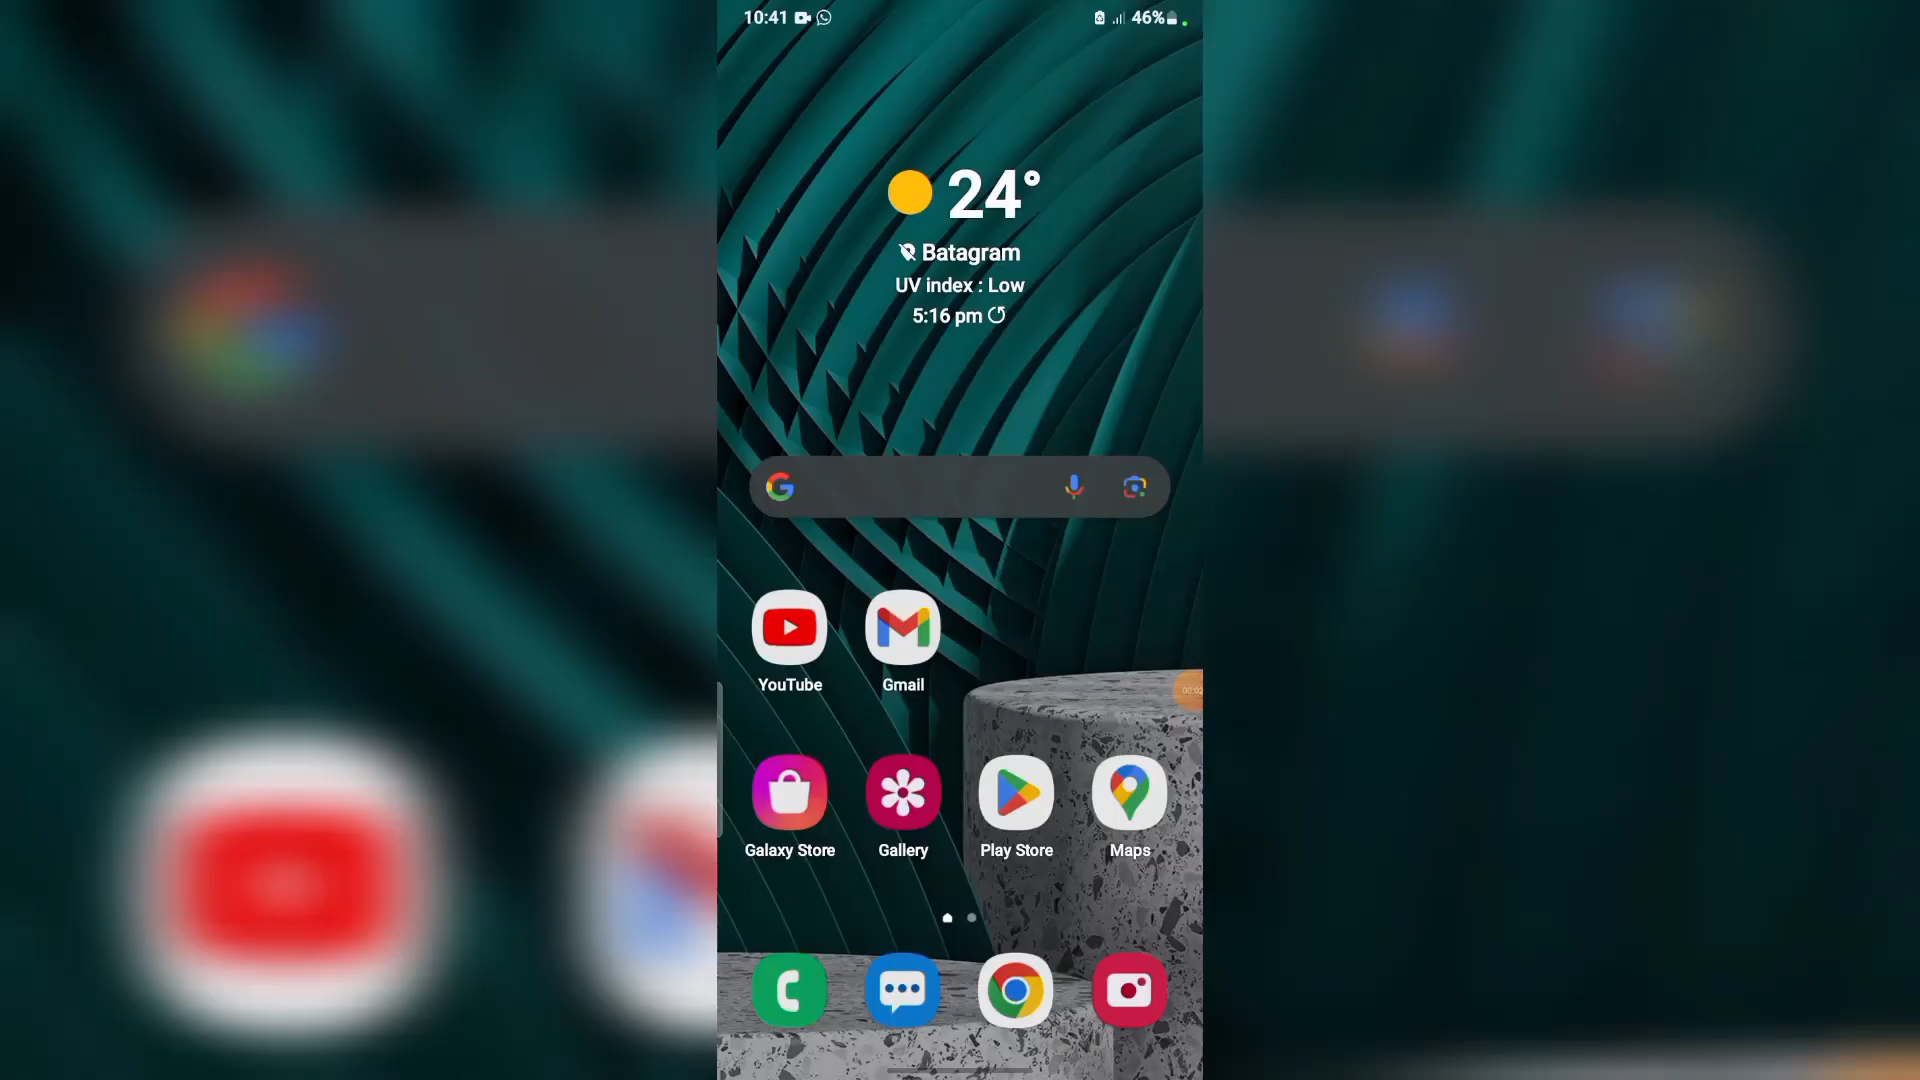 10:41
46%
24°
Batagram
UV index : Low
5:16 pm
YouTube
Gmail
Galaxy Store
Gallery
Play Store
Maps